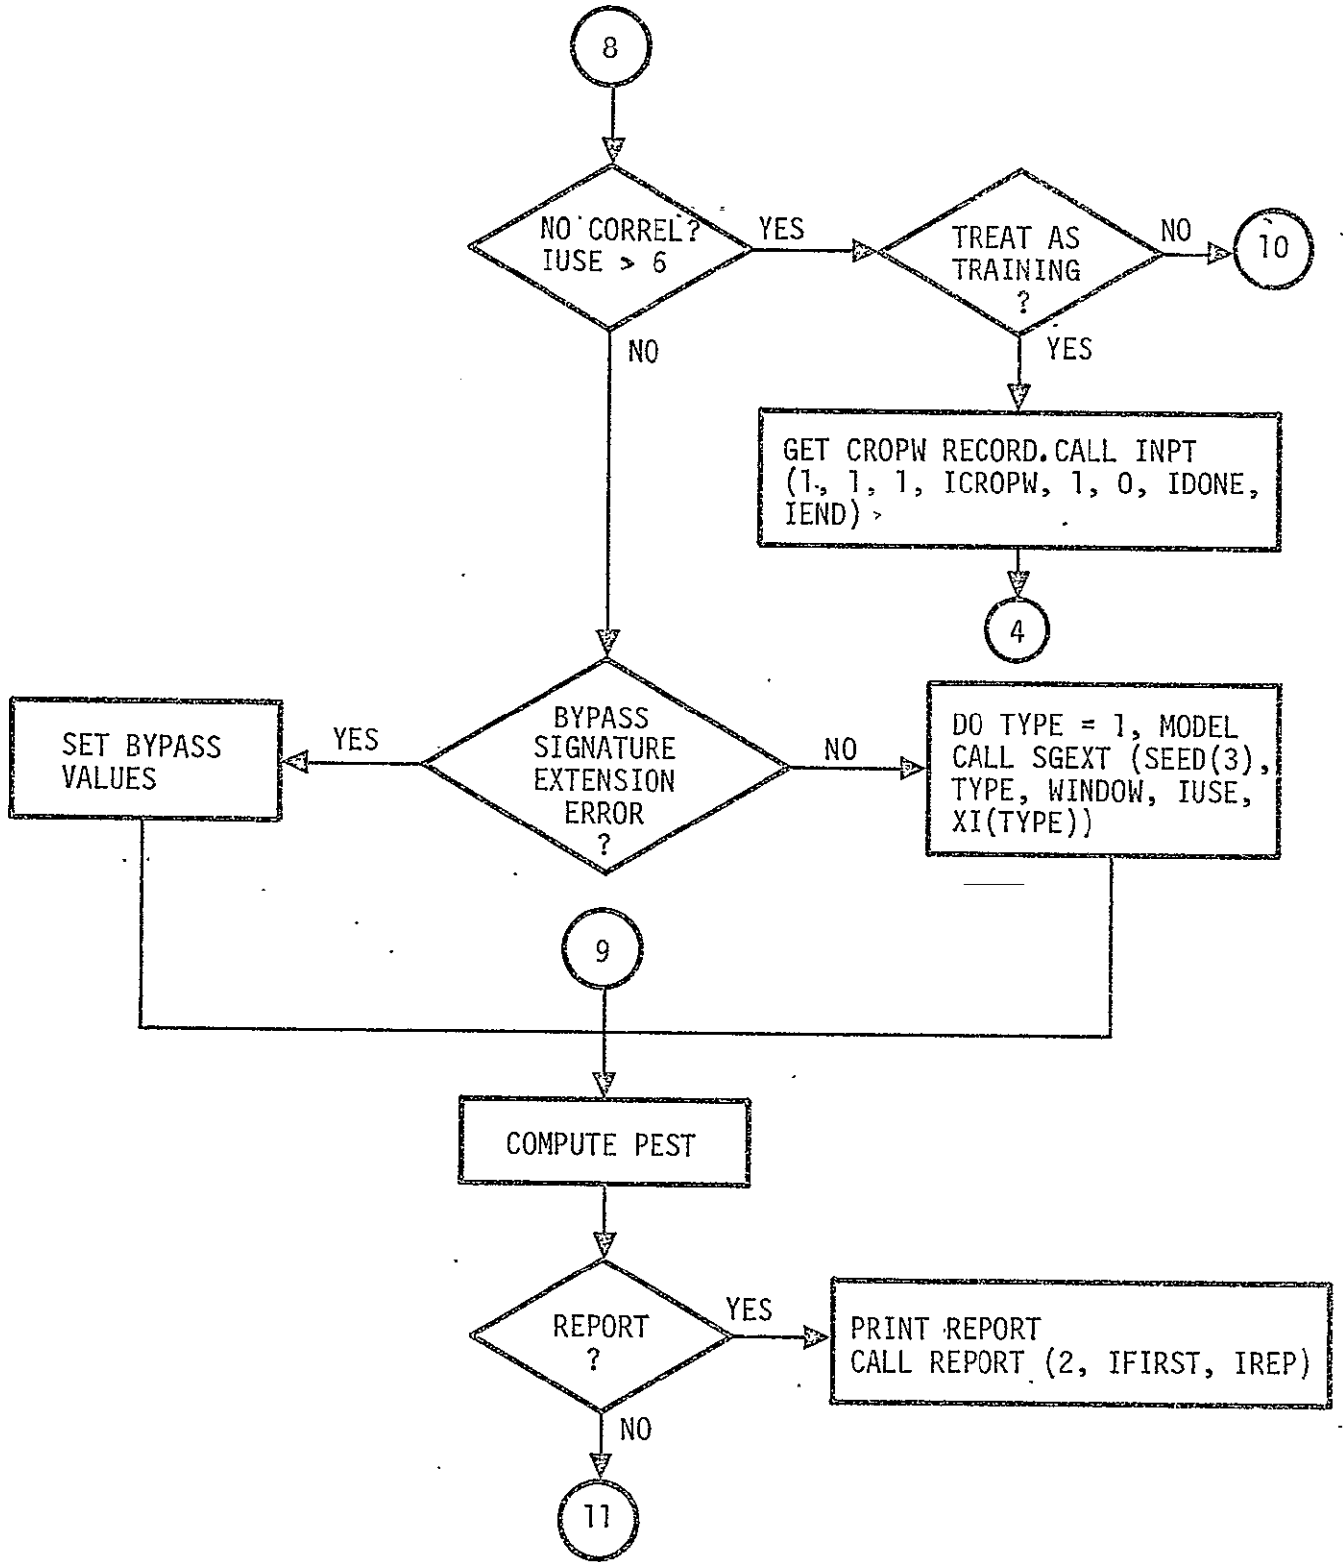 8
NO CORREL?
IUSE > 6
YES
NO
TREAT AS
TRAINING
?
NO
10
YES
GET CROPW RECORD. CALL INPT
(1, 1, 1, ICROPW, 1, 0, IDONE,
IEND)
4
BYPASS
SIGNATURE
EXTENSION
ERROR
?
YES
SET BYPASS
VALUES
NO
DO TYPE = 1, MODEL
CALL SGEXT (SEED(3),
TYPE, WINDOW, IUSE,
XI(TYPE))
9
COMPUTE PEST
REPORT
?
YES
PRINT REPORT
CALL REPORT (2, IFIRST, IREP)
NO
11